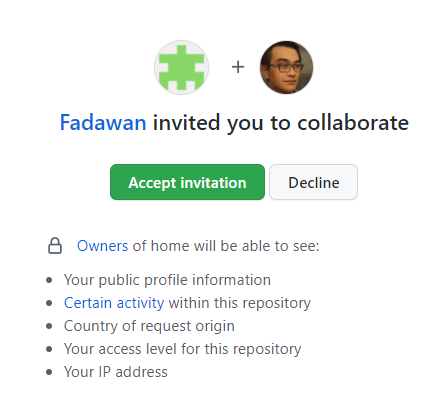 +
Fadawan invited you to collaborate
Accept invitation
Decline
Owners of home will be able to see:
• Your public profile information
• Certain activity within this repository
• Country of request origin
• Your access level for this repository
• Your IP address